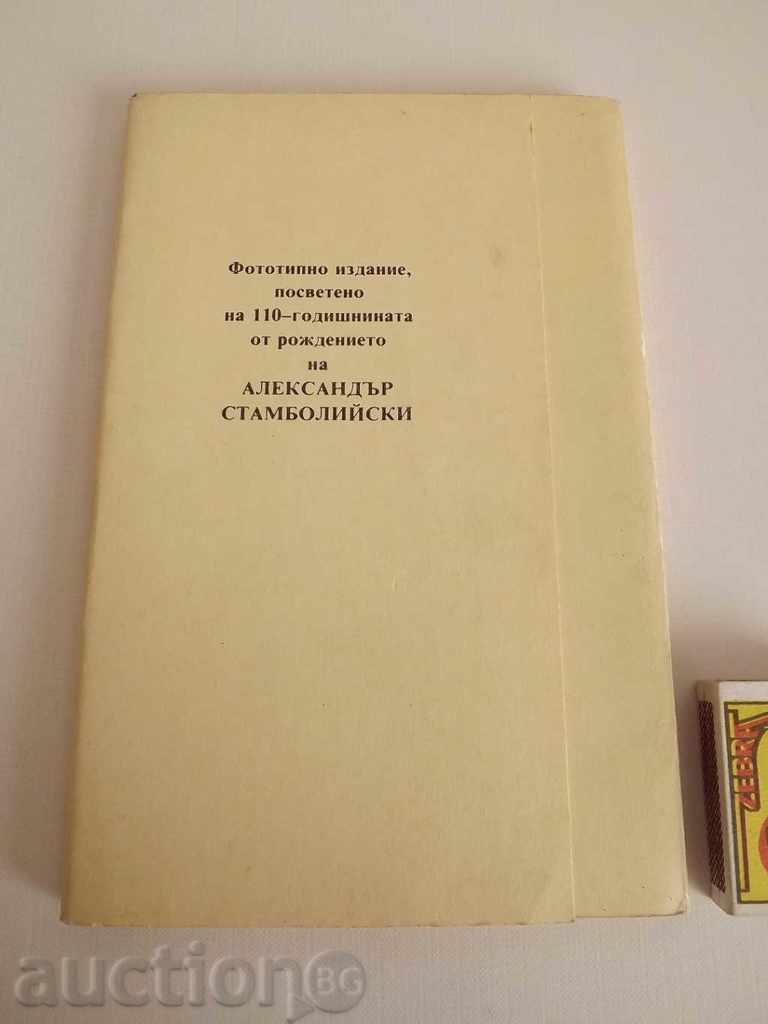 Фототипно издание,
посветено
на 110–годишнината
от рождението
на
АЛЕКСАНДЪР
СТАМБОЛИЙСКИ
ZEBRA
auctionBG